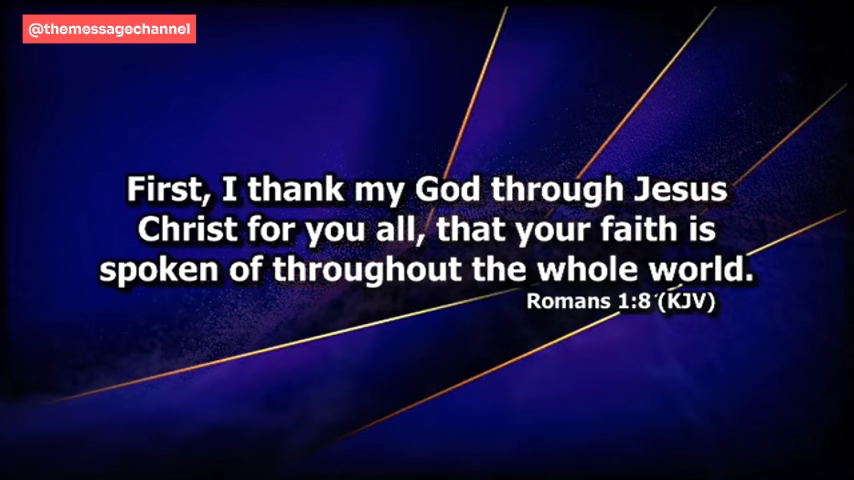 @themessagechannel
First, I thank my God through Jesus
Christ for you all, that your faith is
spoken of throughout the whole world.
Romans 1:8 (KJV)